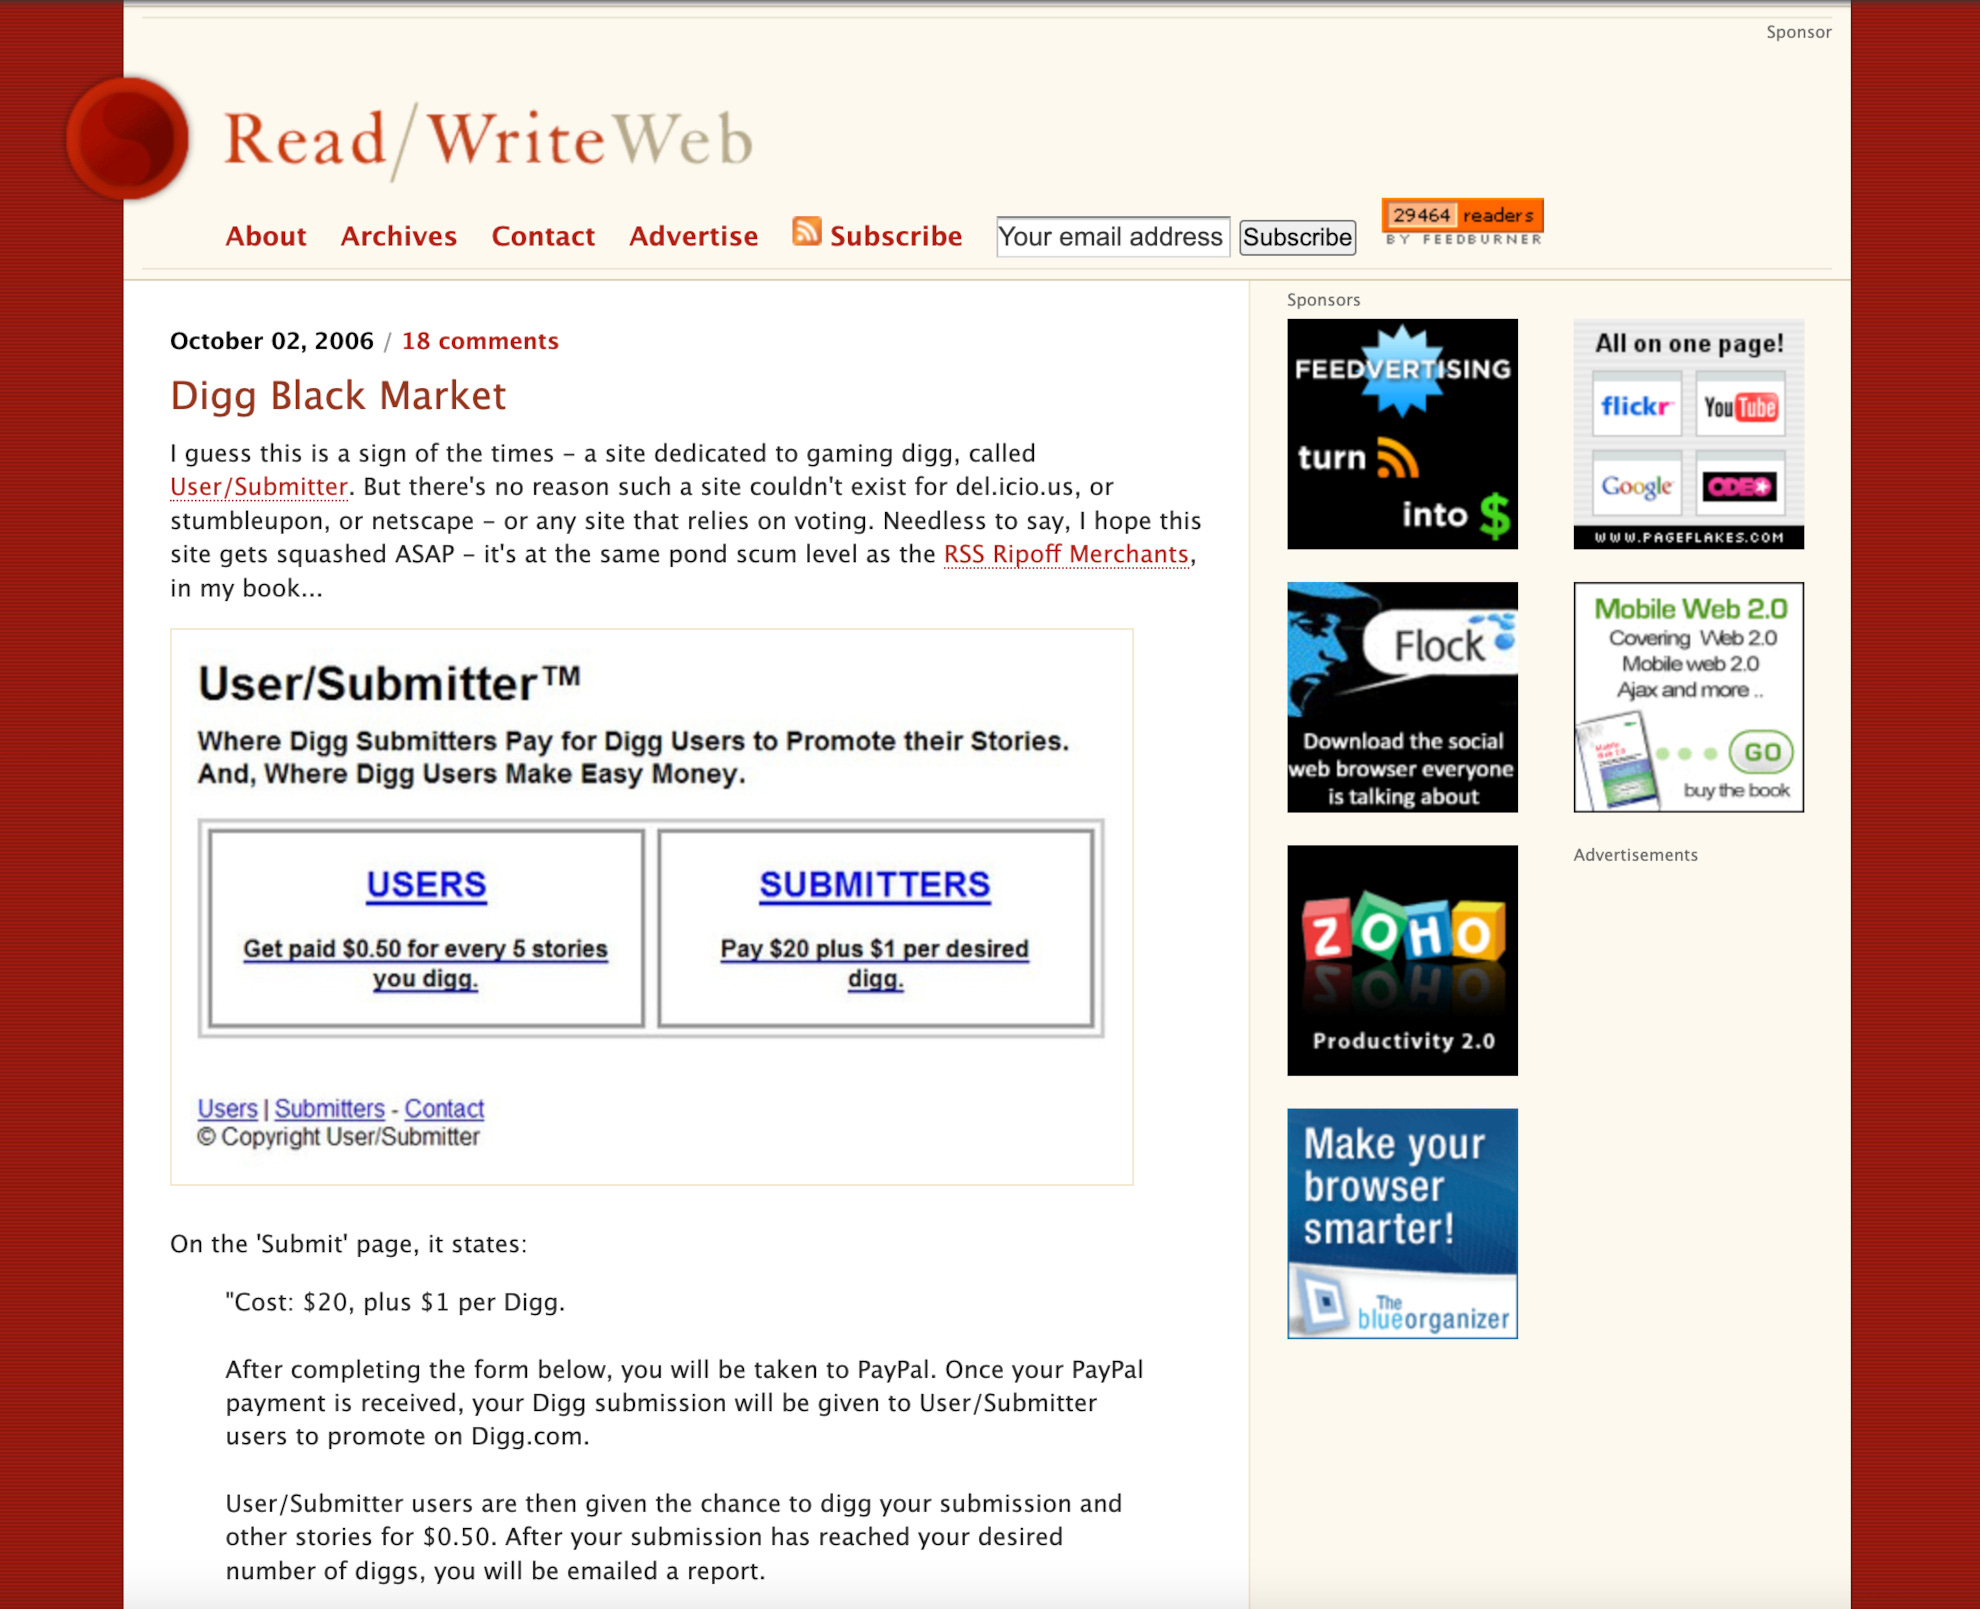 Sponsor
Read/WriteWeb
About Archives Contact Advertise Subscribe Your email address Subscribe 29464 readers
BY FEEDBURNER
October 02, 2006 / 18 comments
Digg Black Market
I guess this is a sign of the times – a site dedicated to gaming digg, called
User/Submitter. But there's no reason such a site couldn't exist for del.icio.us, or
stumbleupon, or netscape – or any site that relies on voting. Needless to say, I hope this
site gets squashed ASAP – it's at the same pond scum level as the RSS Ripoff Merchants,
in my book...
User/Submitter™
Where Digg Submitters Pay for Digg Users to Promote their Stories.
And, Where Digg Users Make Easy Money.
USERS
Get paid $0.50 for every 5 stories
you digg.
SUBMITTERS
Pay $20 plus $1 per desired
digg.
Users | Submitters - Contact
© Copyright User/Submitter
On the 'Submit' page, it states:
"Cost: $20, plus $1 per Digg.
After completing the form below, you will be taken to PayPal. Once your PayPal
payment is received, your Digg submission will be given to User/Submitter
users to promote on Digg.com.
User/Submitter users are then given the chance to digg your submission and
other stories for $0.50. After your submission has reached your desired
number of diggs, you will be emailed a report.
Sponsors
FEEDVERTISING
turn
into $
All on one page!
flickr YouTube
Google ODEO
WWW.PAGEFLAKES.COM
Flock
Download the social
web browser everyone
is talking about
Mobile Web 2.0
Covering Web 2.0
Mobile web 2.0
Ajax and more ..
GO
buy the book
ZOHO
Productivity 2.0
Advertisements
Make your
browser
smarter!
The
blueorganizer